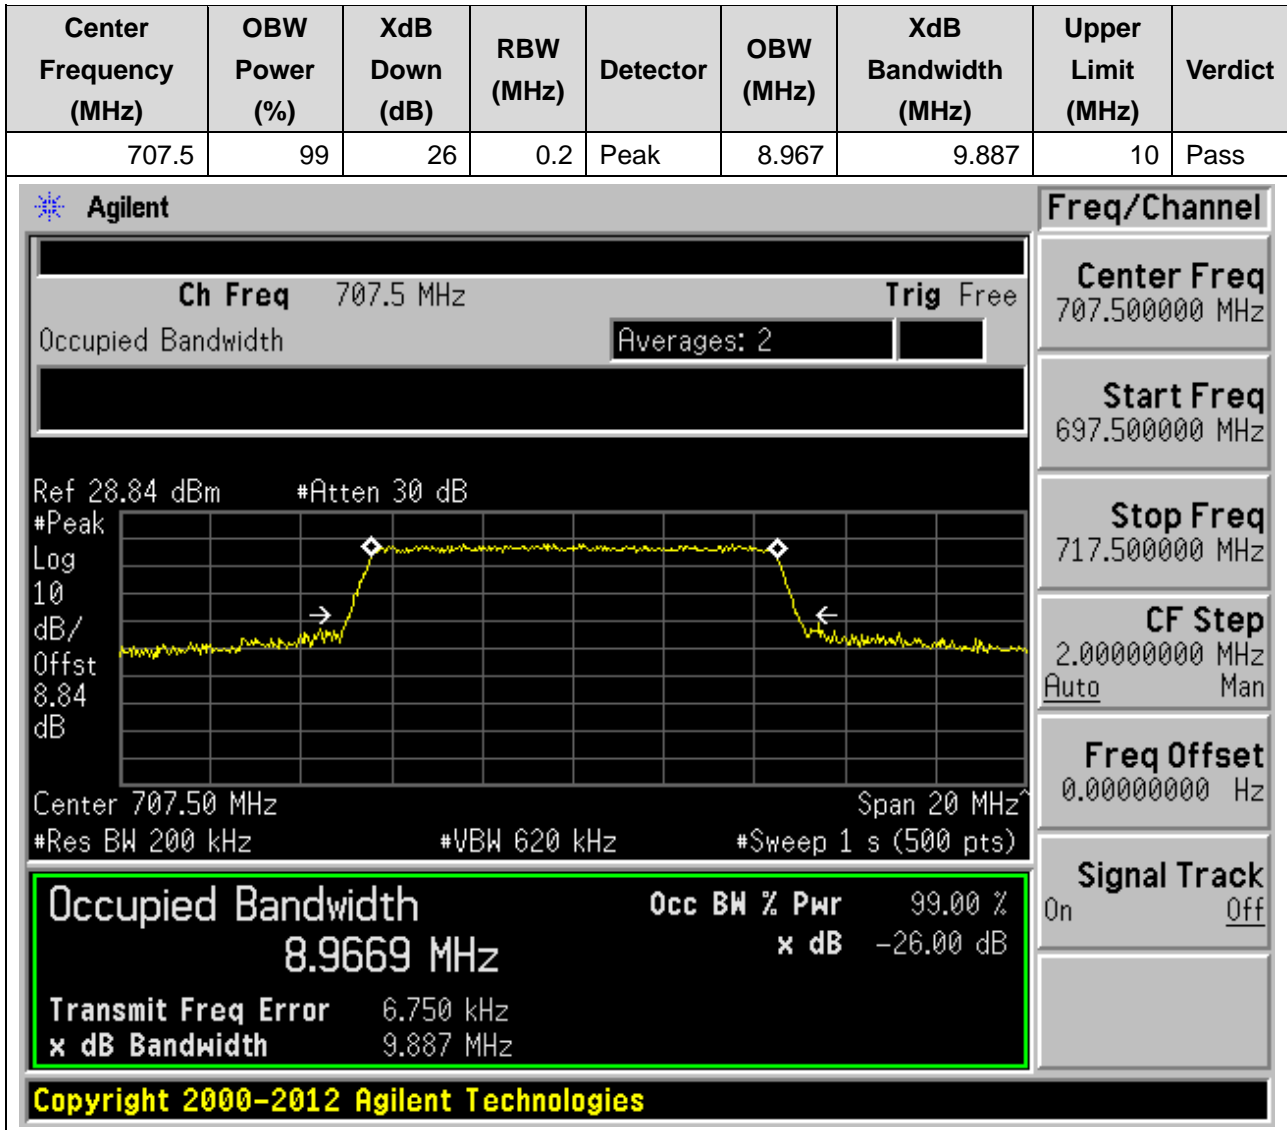 Center Frequency (MHz) OBW Power (%) XdB Down (dB) RBW (MHz) Detector OBW (MHz) XdB Bandwidth (MHz) Upper Limit (MHz) Verdict
707.5 99 26 0.2 Peak 8.967 9.887 10 Pass
Agilent
Ch Freq 707.5 MHz Trig Free
Occupied Bandwidth Averages: 2
Ref 28.84 dBm #Atten 30 dB
#Peak
Log
10
dB/
Offst
8.84
dB
Center 707.50 MHz Span 20 MHz^
#Res BW 200 kHz #VBW 620 kHz #Sweep 1 s (500 pts)
Occupied Bandwidth Occ BW % Pwr 99.00 %
8.9669 MHz x dB -26.00 dB
Transmit Freq Error 6.750 kHz
x dB Bandwidth 9.887 MHz
Copyright 2000-2012 Agilent Technologies
Freq/Channel
Center Freq
707.500000 MHz
Start Freq
697.500000 MHz
Stop Freq
717.500000 MHz
CF Step
2.00000000 MHz
Auto Man
Freq Offset
0.00000000 Hz
Signal Track
On Off